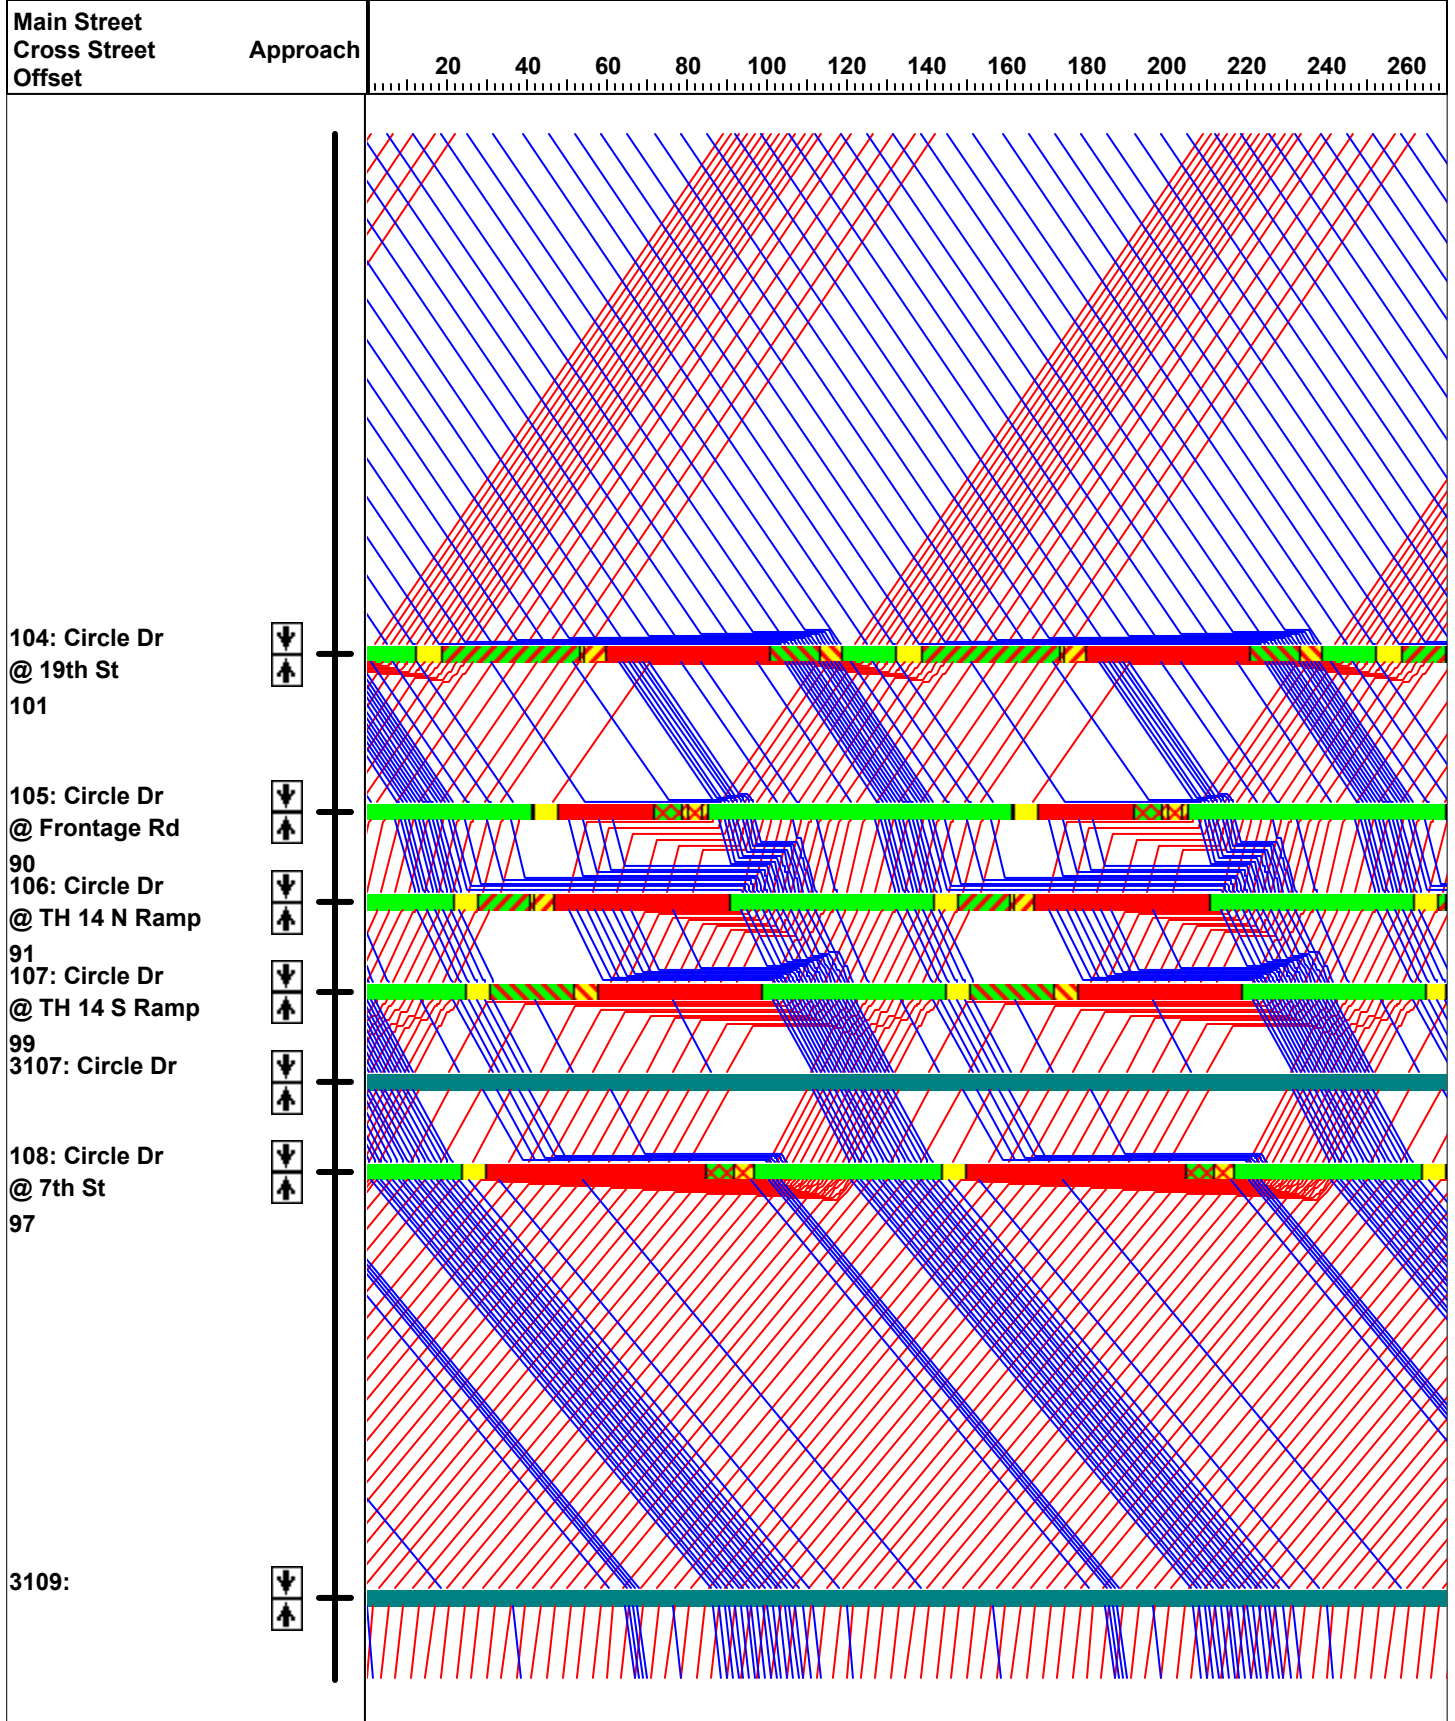 Main Street
Cross Street Approach
Offset
20 40 60 80 100 120 140 160 180 200 220 240 260
104: Circle Dr
@ 19th St
101
105: Circle Dr
@ Frontage Rd
90
106: Circle Dr
@ TH 14 N Ramp
91
107: Circle Dr
@ TH 14 S Ramp
99
3107: Circle Dr
108: Circle Dr
@ 7th St
97
3109: